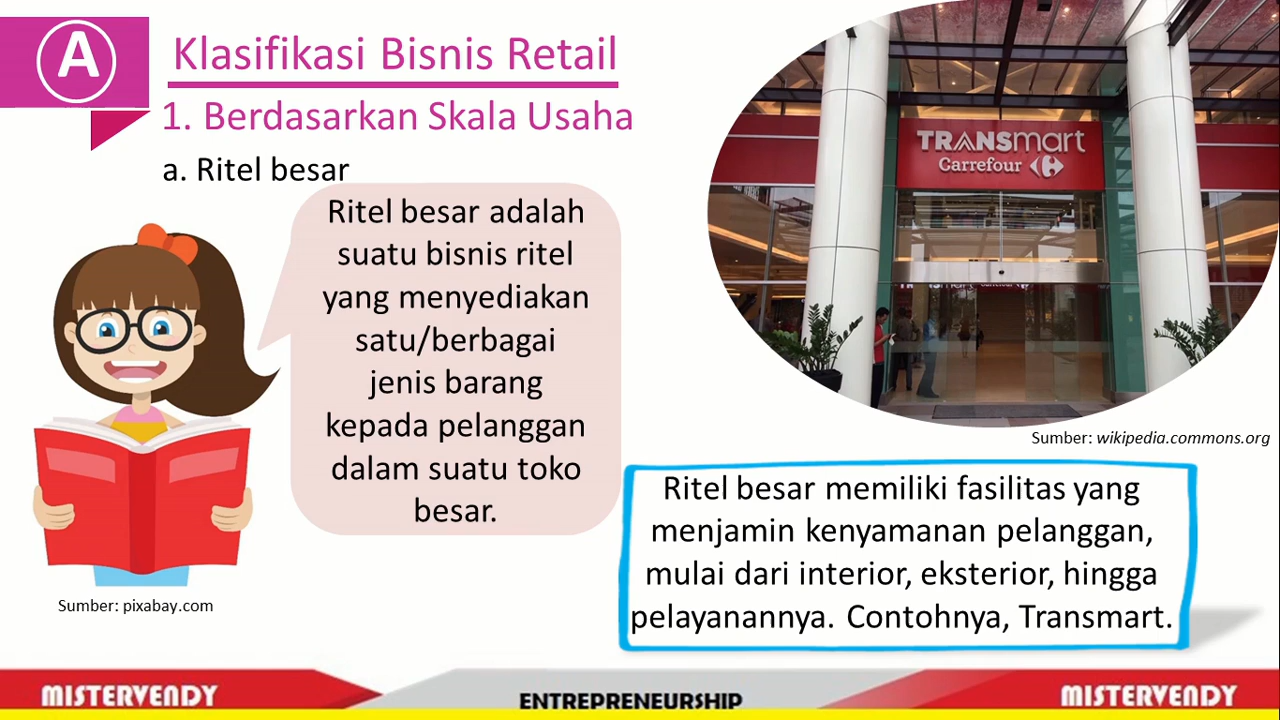 A
Klasifikasi Bisnis Retail
1. Berdasarkan Skala Usaha
a. Ritel besar
Ritel besar adalah
suatu bisnis ritel
yang menyediakan
satu/berbagai
jenis barang
kepada pelanggan
dalam suatu toko
besar.
Sumber: pixabay.com
TRANSmart
Carrefour
Sumber: wikipedia.commons.org
Ritel besar memiliki fasilitas yang
menjamin kenyamanan pelanggan,
mulai dari interior, eksterior, hingga
pelayanannya. Contohnya, Transmart.
MISTERVENDY
ENTREPRENEURSHIP
MISTERVENDY